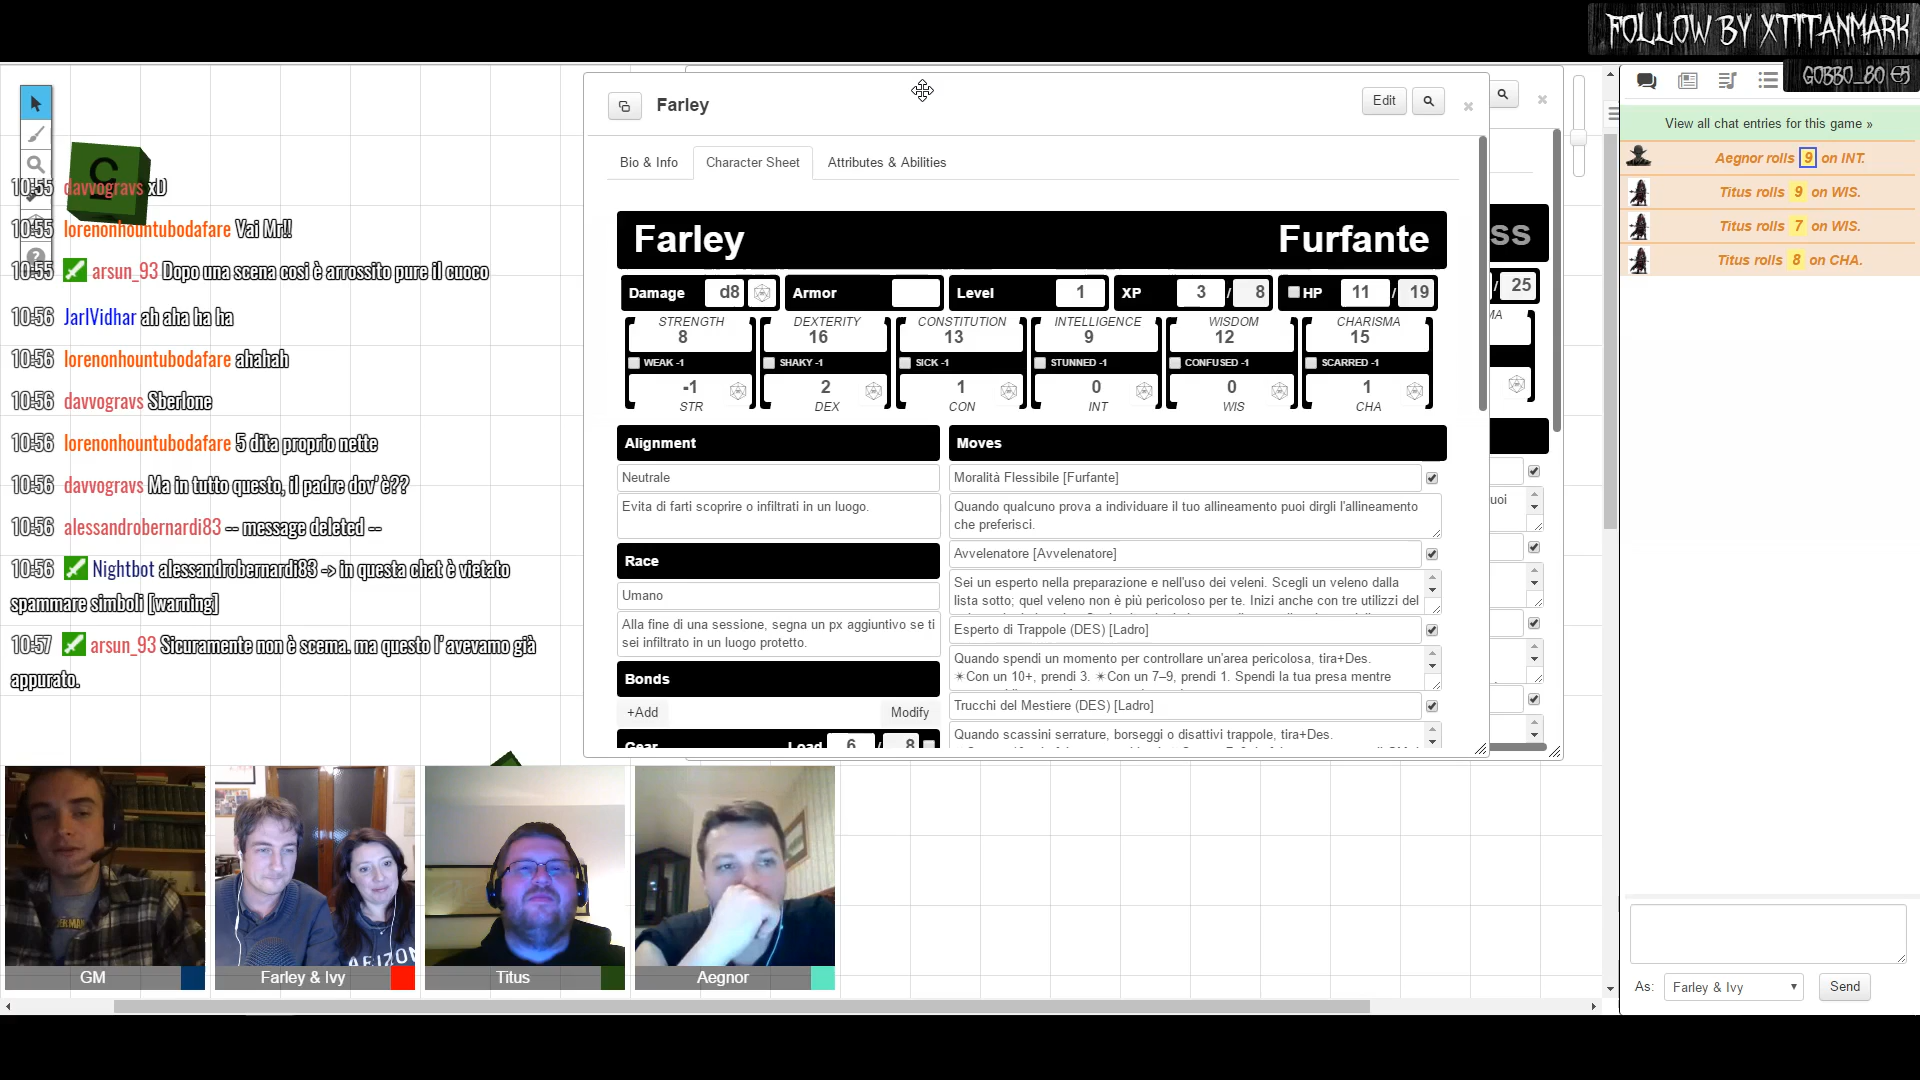 FOLLOW BY XTITANMARK
GOBBO_80
10:55 davvogravs xD
10:55 lorenonhountubodafare Vai Mr!!
10:55 arsun_93 Dopo una scena cosi è arrossito pure il cuoco
10:56 JarlVidhar ah aha ha ha
10:56 lorenonhountubodafare ahahah
10:56 davvogravs Sberlone
10:56 lorenonhountubodafare 5 dita proprio nette
10:56 davvogravs Ma in tutto questo, il padre dov'è??
10:56 alessandrobernardi83 -- message deleted --
10:56 Nightbot alessandrobernardi83 -> in questa chat è vietato
spammare simboli [warning]
10:57 arsun_93 Sicuramente non è scema. ma questo l'avevamo già
appurato.
Farley
Edit
Bio & Info Character Sheet Attributes & Abilities
Farley Furfante
Damage d8 Armor Level 1 XP 3 / 8 HP 11 / 19
STRENGTH DEXTERITY CONSTITUTION INTELLIGENCE WISDOM CHARISMA
8 16 13 9 12 15
WEAK -1 SHAKY -1 SICK -1 STUNNED -1 CONFUSED -1 SCARRED -1
-1 2 1 0 0 1
STR DEX CON INT WIS CHA
Alignment
Neutrale
Evita di farti scoprire o infiltrati in un luogo.
Race
Umano
Alla fine di una sessione, segna un px aggiuntivo se ti
sei infiltrato in un luogo protetto.
Bonds
+Add Modify
Gear Load 6 / 8
Moves
Moralità Flessibile [Furfante]
Quando qualcuno prova a individuare il tuo allineamento puoi dirgli l'allineamento
che preferisci.
Avvelenatore [Avvelenatore]
Sei un esperto nella preparazione e nell'uso dei veleni. Scegli un veleno dalla
lista sotto; quel veleno non è più pericoloso per te. Inizi anche con tre utilizzi del
Esperto di Trappole (DES) [Ladro]
Quando spendi un momento per controllare un'area pericolosa, tira+Des.
✴Con un 10+, prendi 3. ✴Con un 7–9, prendi 1. Spendi la tua presa mentre
Trucchi del Mestiere (DES) [Ladro]
Quando scassini serrature, borseggi o disattivi trappole, tira+Des.
ss
/ 25
MA
uoi
View all chat entries for this game »
Aegnor rolls 9 on INT.
Titus rolls 9 on WIS.
Titus rolls 7 on WIS.
Titus rolls 8 on CHA.
As: Farley & Ivy Send
GM
Farley & Ivy
Titus
Aegnor